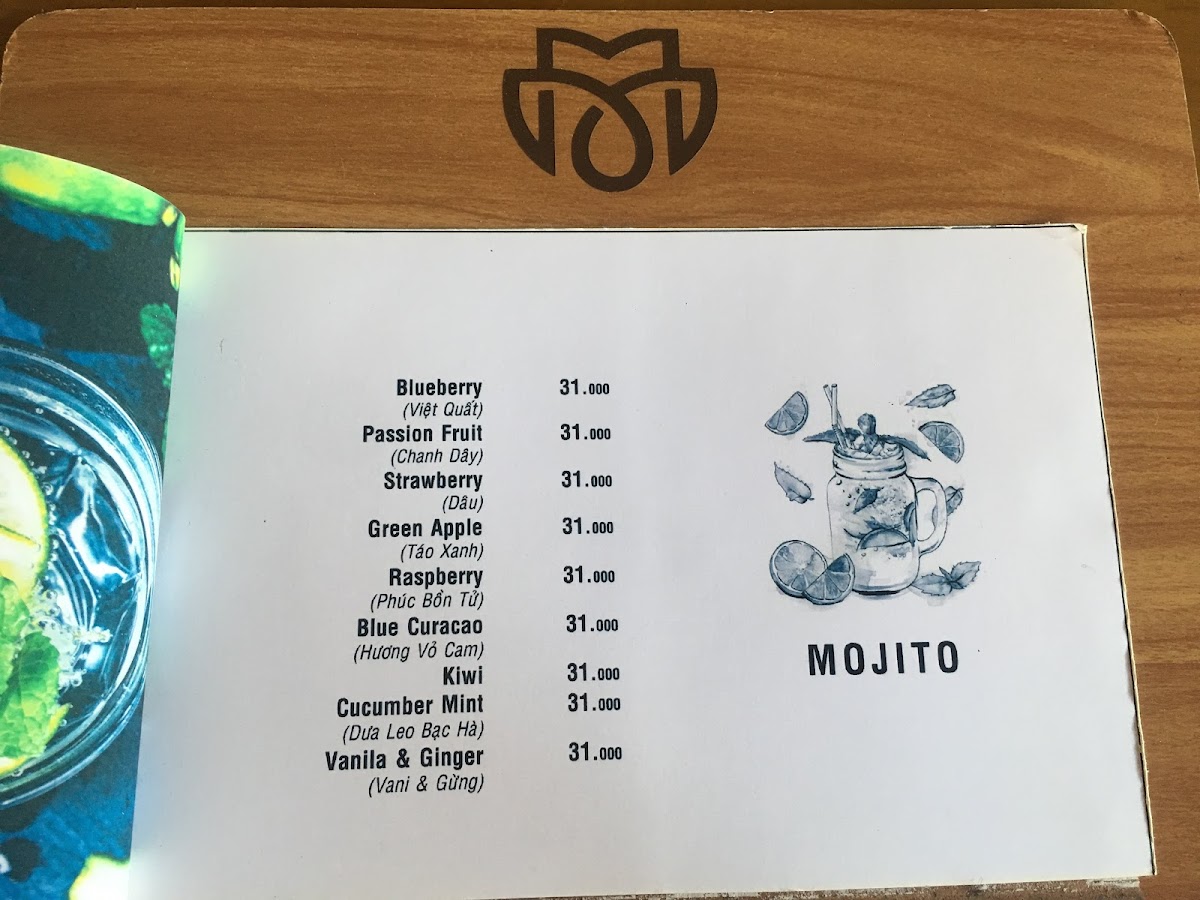 Blueberry 31.000
(Việt Quất)
Passion Fruit 31.000
(Chanh Dây)
Strawberry 31.000
(Dâu)
Green Apple 31.000
(Táo Xanh)
Raspberry 31.000
(Phúc Bồn Tử)
Blue Curacao 31.000
(Hương Vỏ Cam)
Kiwi 31.000
Cucumber Mint 31.000
(Dưa Leo Bạc Hà)
Vanila & Ginger 31.000
(Vani & Gừng)
MOJITO